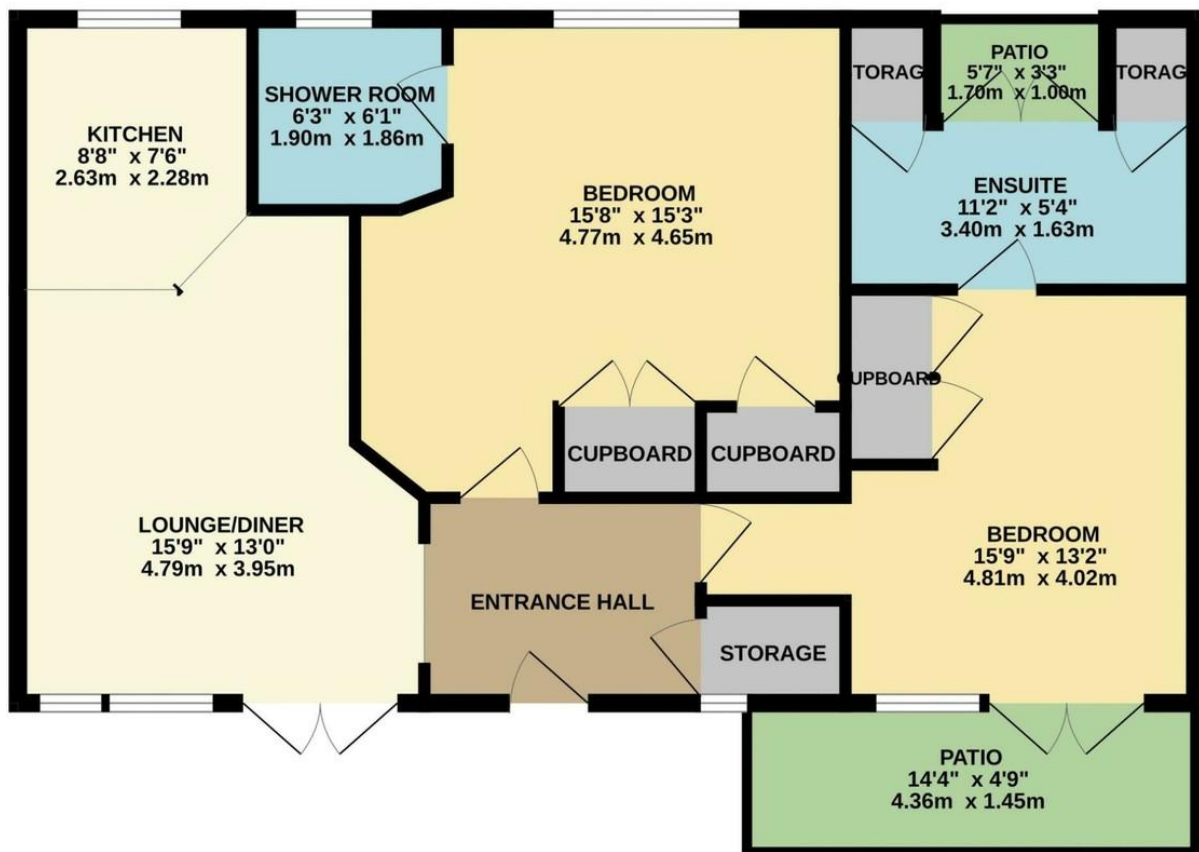 KITCHEN
8'8" x 7'6"
2.63m x 2.28m
SHOWER ROOM
6'3" x 6'1"
1.90m x 1.86m
BEDROOM
15'8" x 15'3"
4.77m x 4.65m
TORAG
PATIO
5'7" x 3'3"
1.70m x 1.00m
TORAG
ENSUITE
11'2" x 5'4"
3.40m x 1.63m
CUPBOARD
CUPBOARD
CUPBOARD
LOUNGE/DINER
15'9" x 13'0"
4.79m x 3.95m
ENTRANCE HALL
STORAGE
BEDROOM
15'9" x 13'2"
4.81m x 4.02m
PATIO
14'4" x 4'9"
4.36m x 1.45m